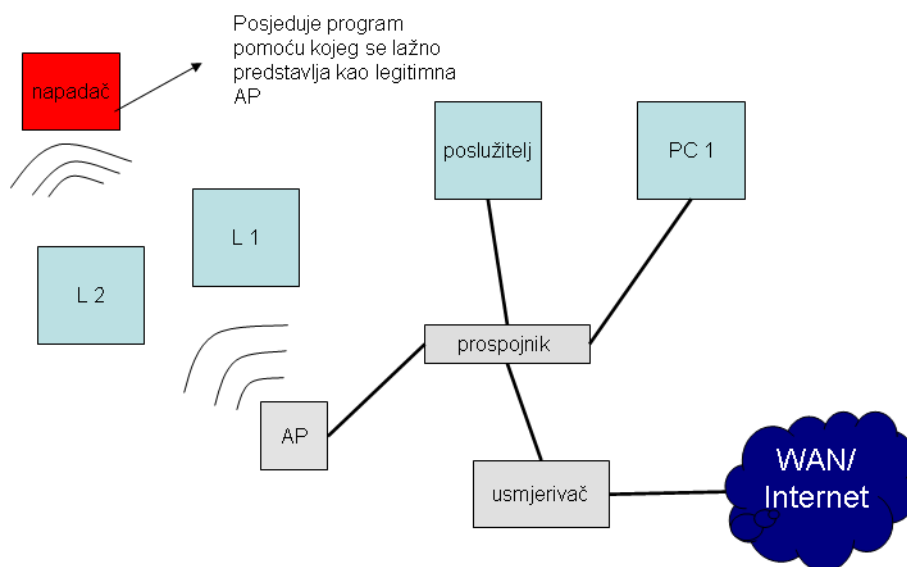 Posjeduje program
pomoću kojeg se lažno
predstavlja kao legitimna
AP
napadač
poslužitelj
PC 1
L 1
L 2
prospojnik
AP
usmjerivač
WAN/
Internet